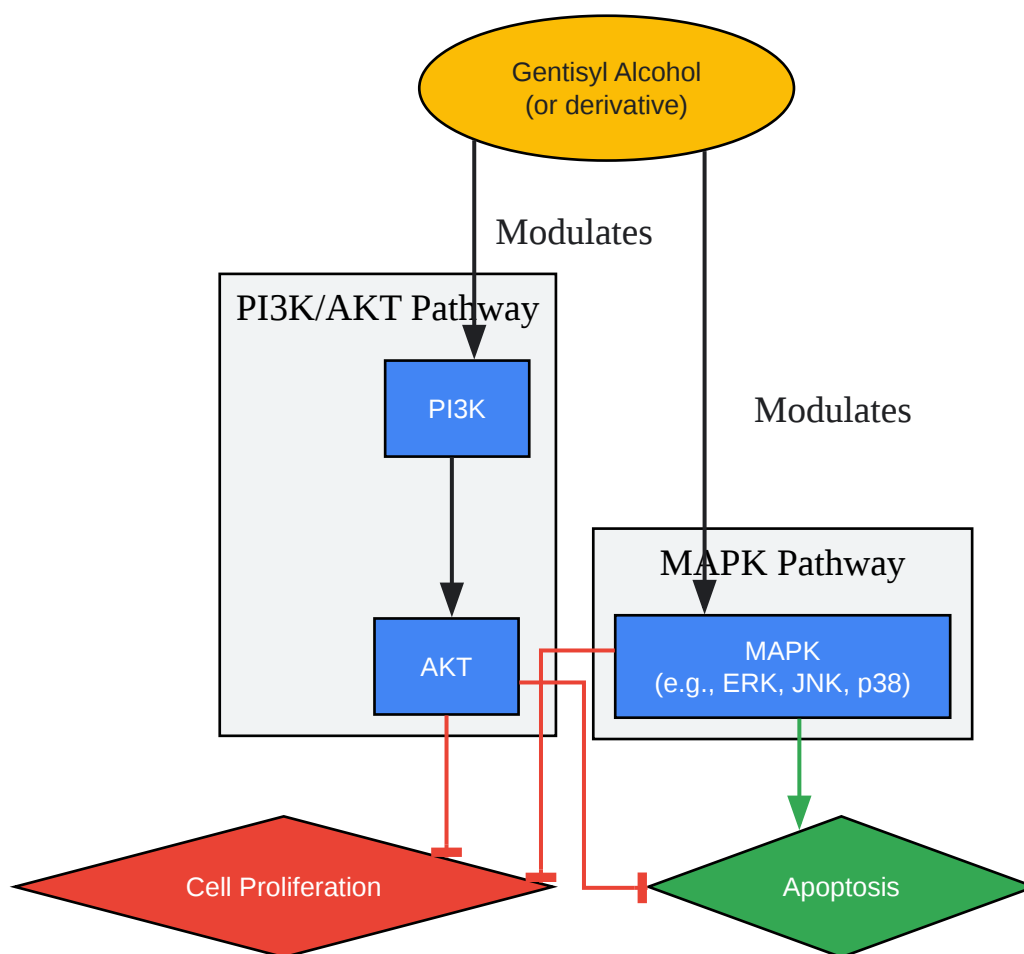 Gentisyl Alcohol
(or derivative)
Modulates
PI3K/AKT Pathway
PI3K
Modulates
MAPK Pathway
AKT
MAPK
(e.g., ERK, JNK, p38)
Cell Proliferation
Apoptosis